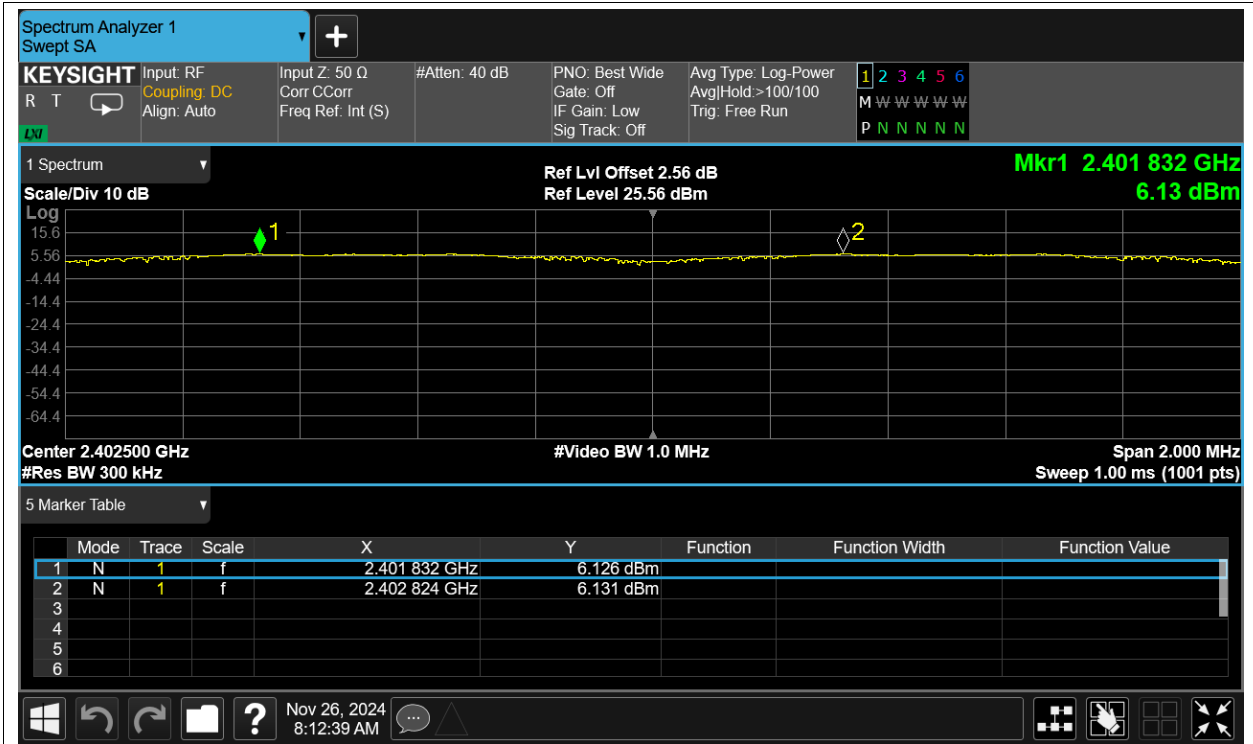 Spectrum Analyzer 1
Swept SA
+
KEYSIGHT
R T
LXI
Input: RF
Coupling: DC
Align: Auto
Input Z: 50 Ω
Corr CCorr
Freq Ref: Int (S)
#Atten: 40 dB
PNO: Best Wide
Gate: Off
IF Gain: Low
Sig Track: Off
Avg Type: Log-Power
Avg|Hold:>100/100
Trig: Free Run
1 2 3 4 5 6
M W W W W W
P N N N N N
1 Spectrum
Scale/Div 10 dB
Ref Lvl Offset 2.56 dB
Ref Level 25.56 dBm
Mkr1 2.401 832 GHz
6.13 dBm
Log
15.6
5.56
-4.44
-14.4
-24.4
-34.4
-44.4
-54.4
-64.4
1
2
Center 2.402500 GHz
#Res BW 300 kHz
#Video BW 1.0 MHz
Span 2.000 MHz
Sweep 1.00 ms (1001 pts)
5 Marker Table
Mode Trace Scale X Y Function Function Width Function Value
1 N 1 f 2.401 832 GHz 6.126 dBm
2 N 1 f 2.402 824 GHz 6.131 dBm
3
4
5
6
?
Nov 26, 2024
8:12:39 AM